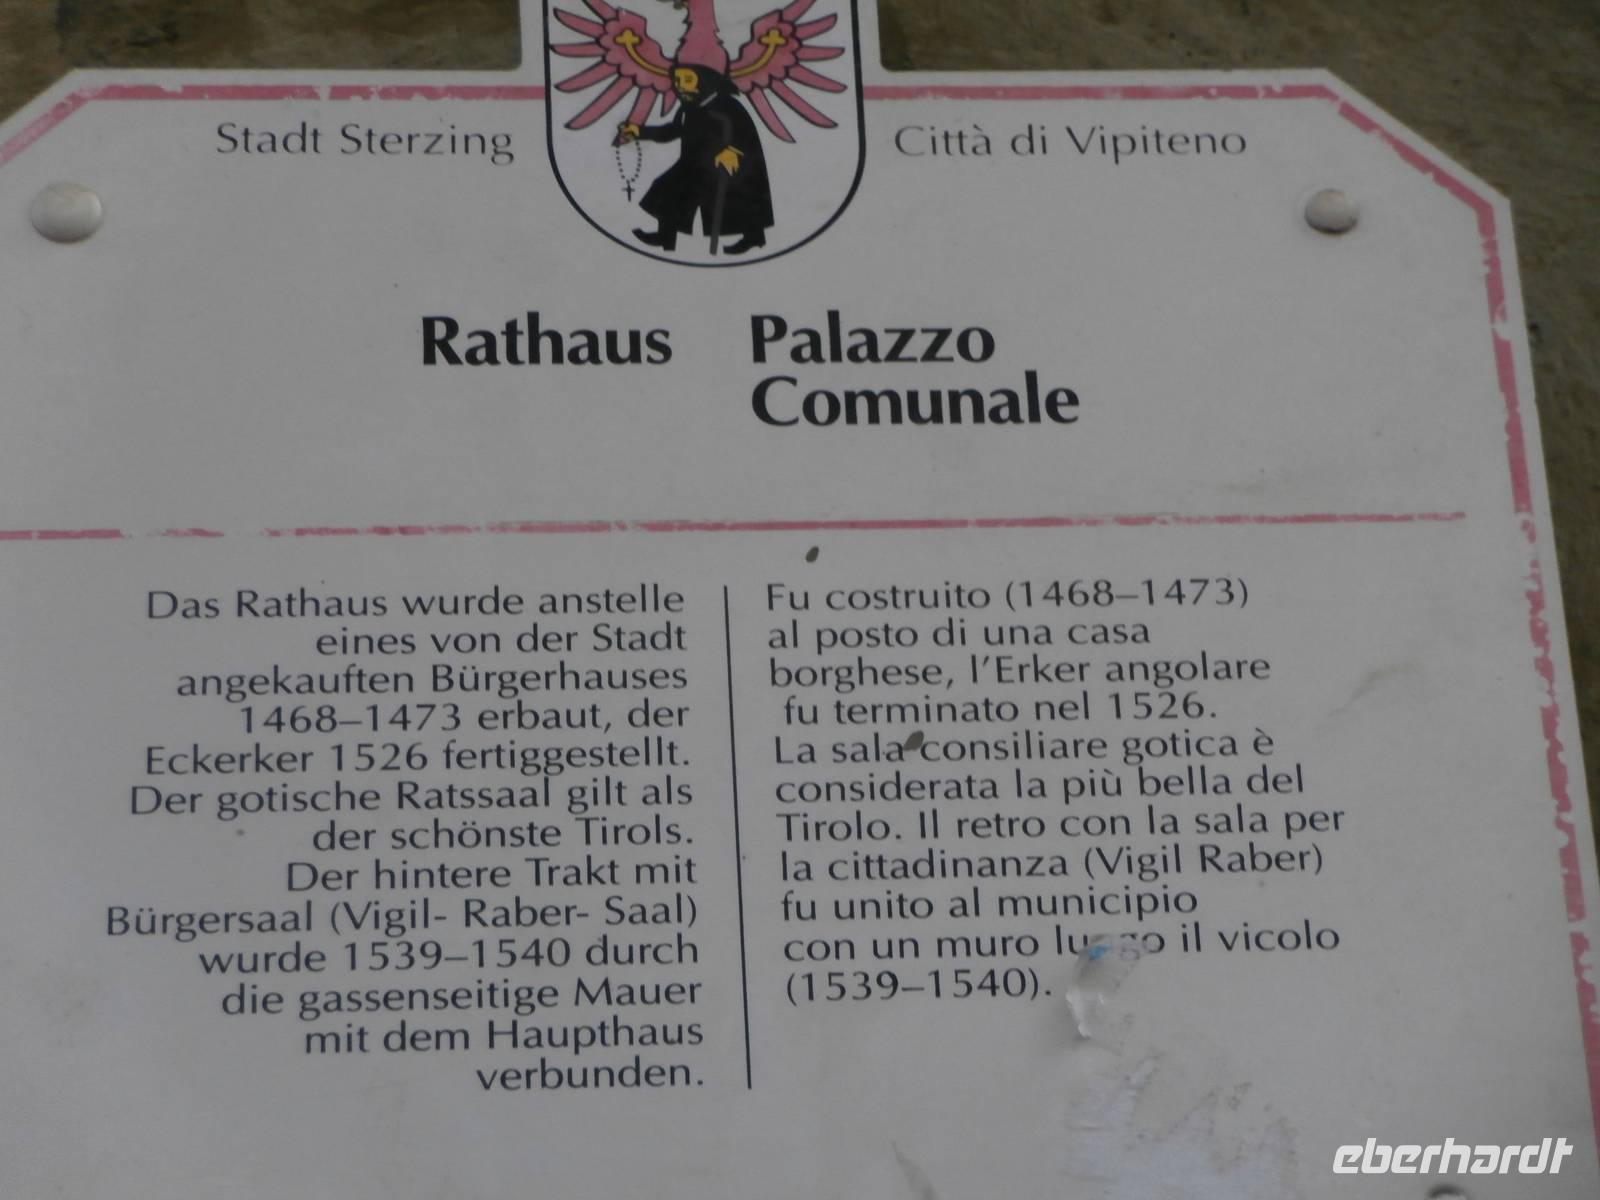 Stadt Sterzing
Città di Vipiteno
Rathaus
Palazzo
Comunale
Das Rathaus wurde anstelle
eines von der Stadt
angekauften Bürgerhauses
1468–1473 erbaut, der
Eckerker 1526 fertiggestellt.
Der gotische Ratssaal gilt als
der schönste Tirols.
Der hintere Trakt mit
Bürgersaal (Vigil- Raber- Saal)
wurde 1539–1540 durch
die gassenseitige Mauer
mit dem Haupthaus
verbunden.
Fu costruito (1468–1473)
al posto di una casa
borghese, l'Erker angolare
fu terminato nel 1526.
La sala consiliare gotica è
considerata la più bella del
Tirolo. Il retro con la sala per
la cittadinanza (Vigil Raber)
fu unito al municipio
con un muro lungo il vicolo
(1539–1540).
eberhardt